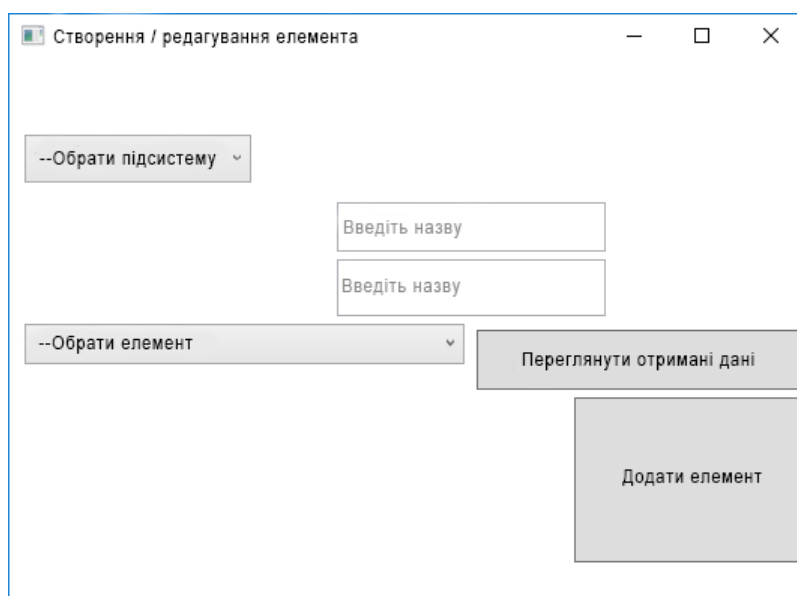 Створення / редагування елемента
--Обрати підсистему
Введіть назву
Введіть назву
--Обрати елемент
Переглянути отримані дані
Додати елемент